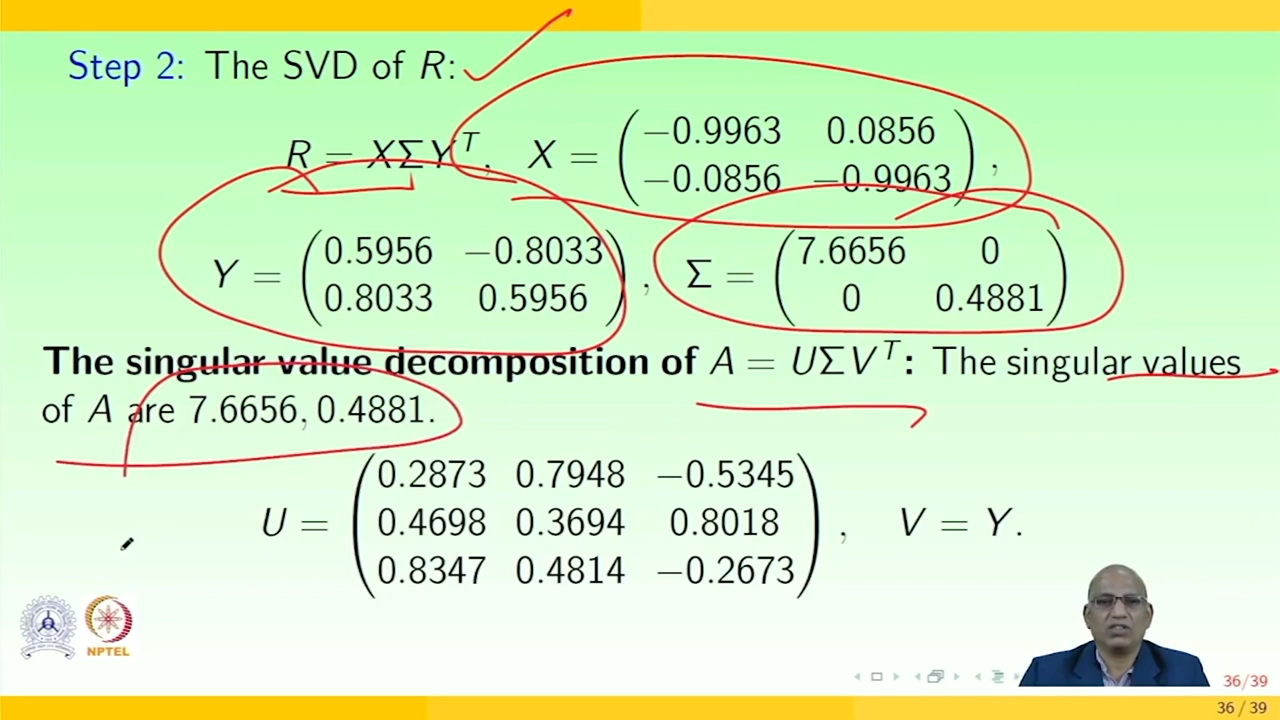 Step 2: The SVD of R:
R = XΣY^T, X = (−0.9963 0.0856
−0.0856 −0.9963),
Y = (0.5956 −0.8033
0.8033 0.5956), Σ = (7.6656 0
0 0.4881)
The singular value decomposition of A = UΣV^T: The singular values
of A are 7.6656, 0.4881.
U = (0.2873 0.7948 −0.5345
0.4698 0.3694 0.8018
0.8347 0.4814 −0.2673), V = Y.
NPTEL
36/39
36 / 39